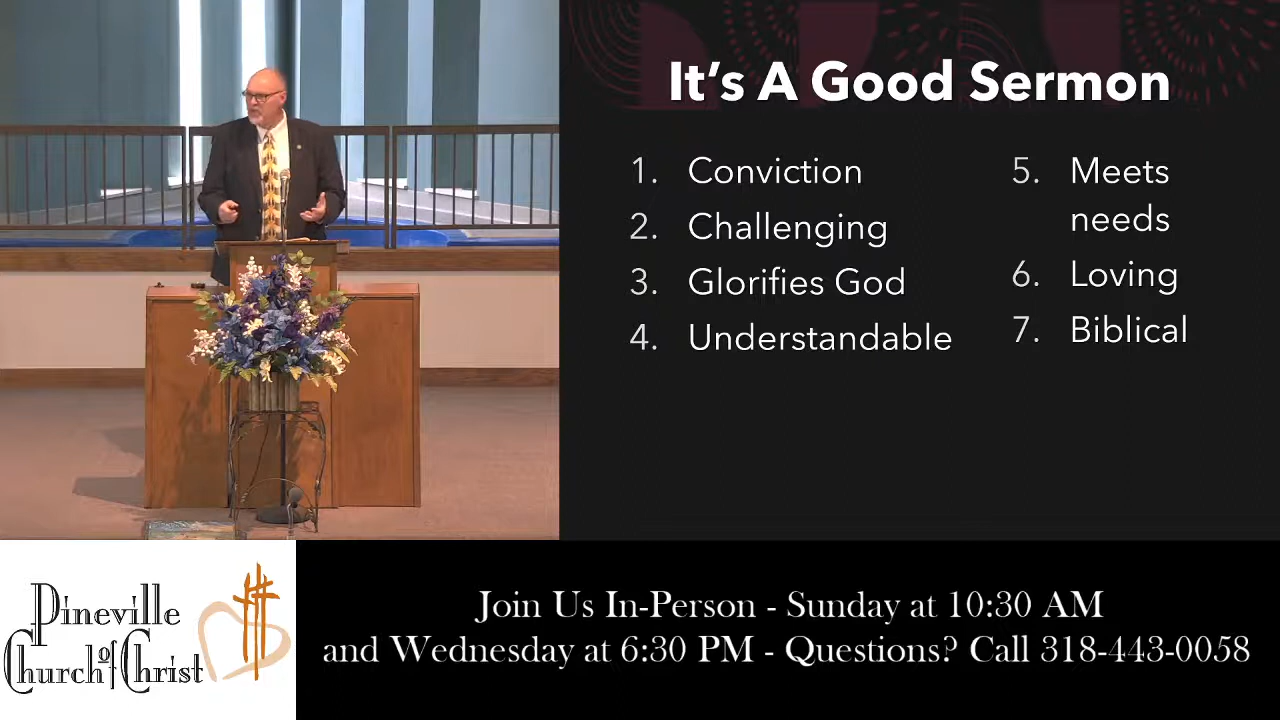 It's A Good Sermon
1. Conviction
2. Challenging
3. Glorifies God
4. Understandable
5. Meets
needs
6. Loving
7. Biblical
Pineville
Church of Christ
Join Us In-Person - Sunday at 10:30 AM
and Wednesday at 6:30 PM - Questions? Call 318-443-0058